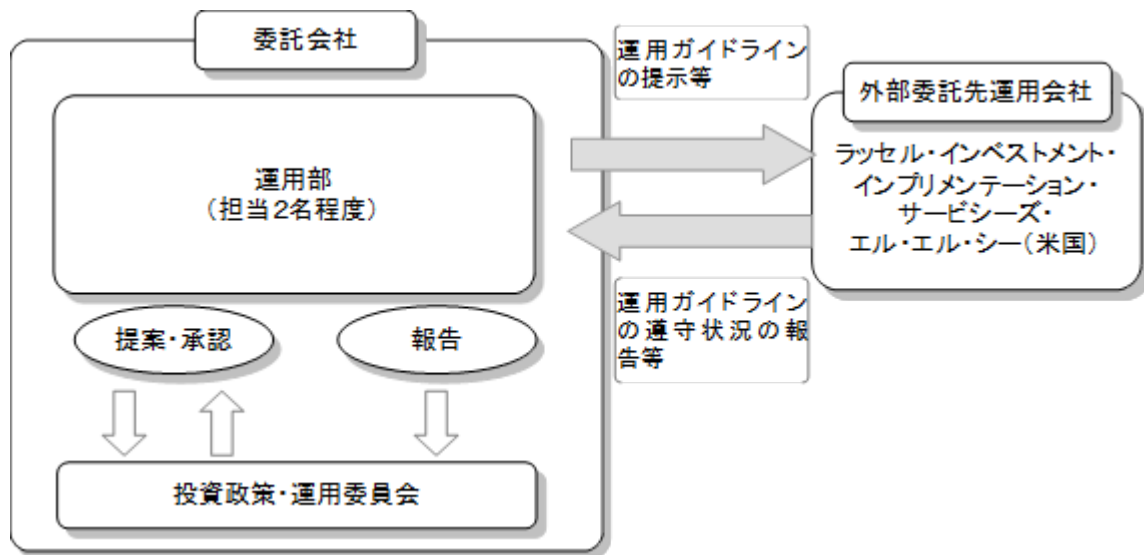 委託会社
運用部
（担当２名程度）
提案・承認
報告
投資政策・運用委員会
運用ガイドライン
の提示等
運用ガイドライン
の遵守状況の報
告等
外部委託先運用会社
ラッセル・インベストメント・
インプリメンテーション・
サービシーズ・
エル・エル・シー（米国）